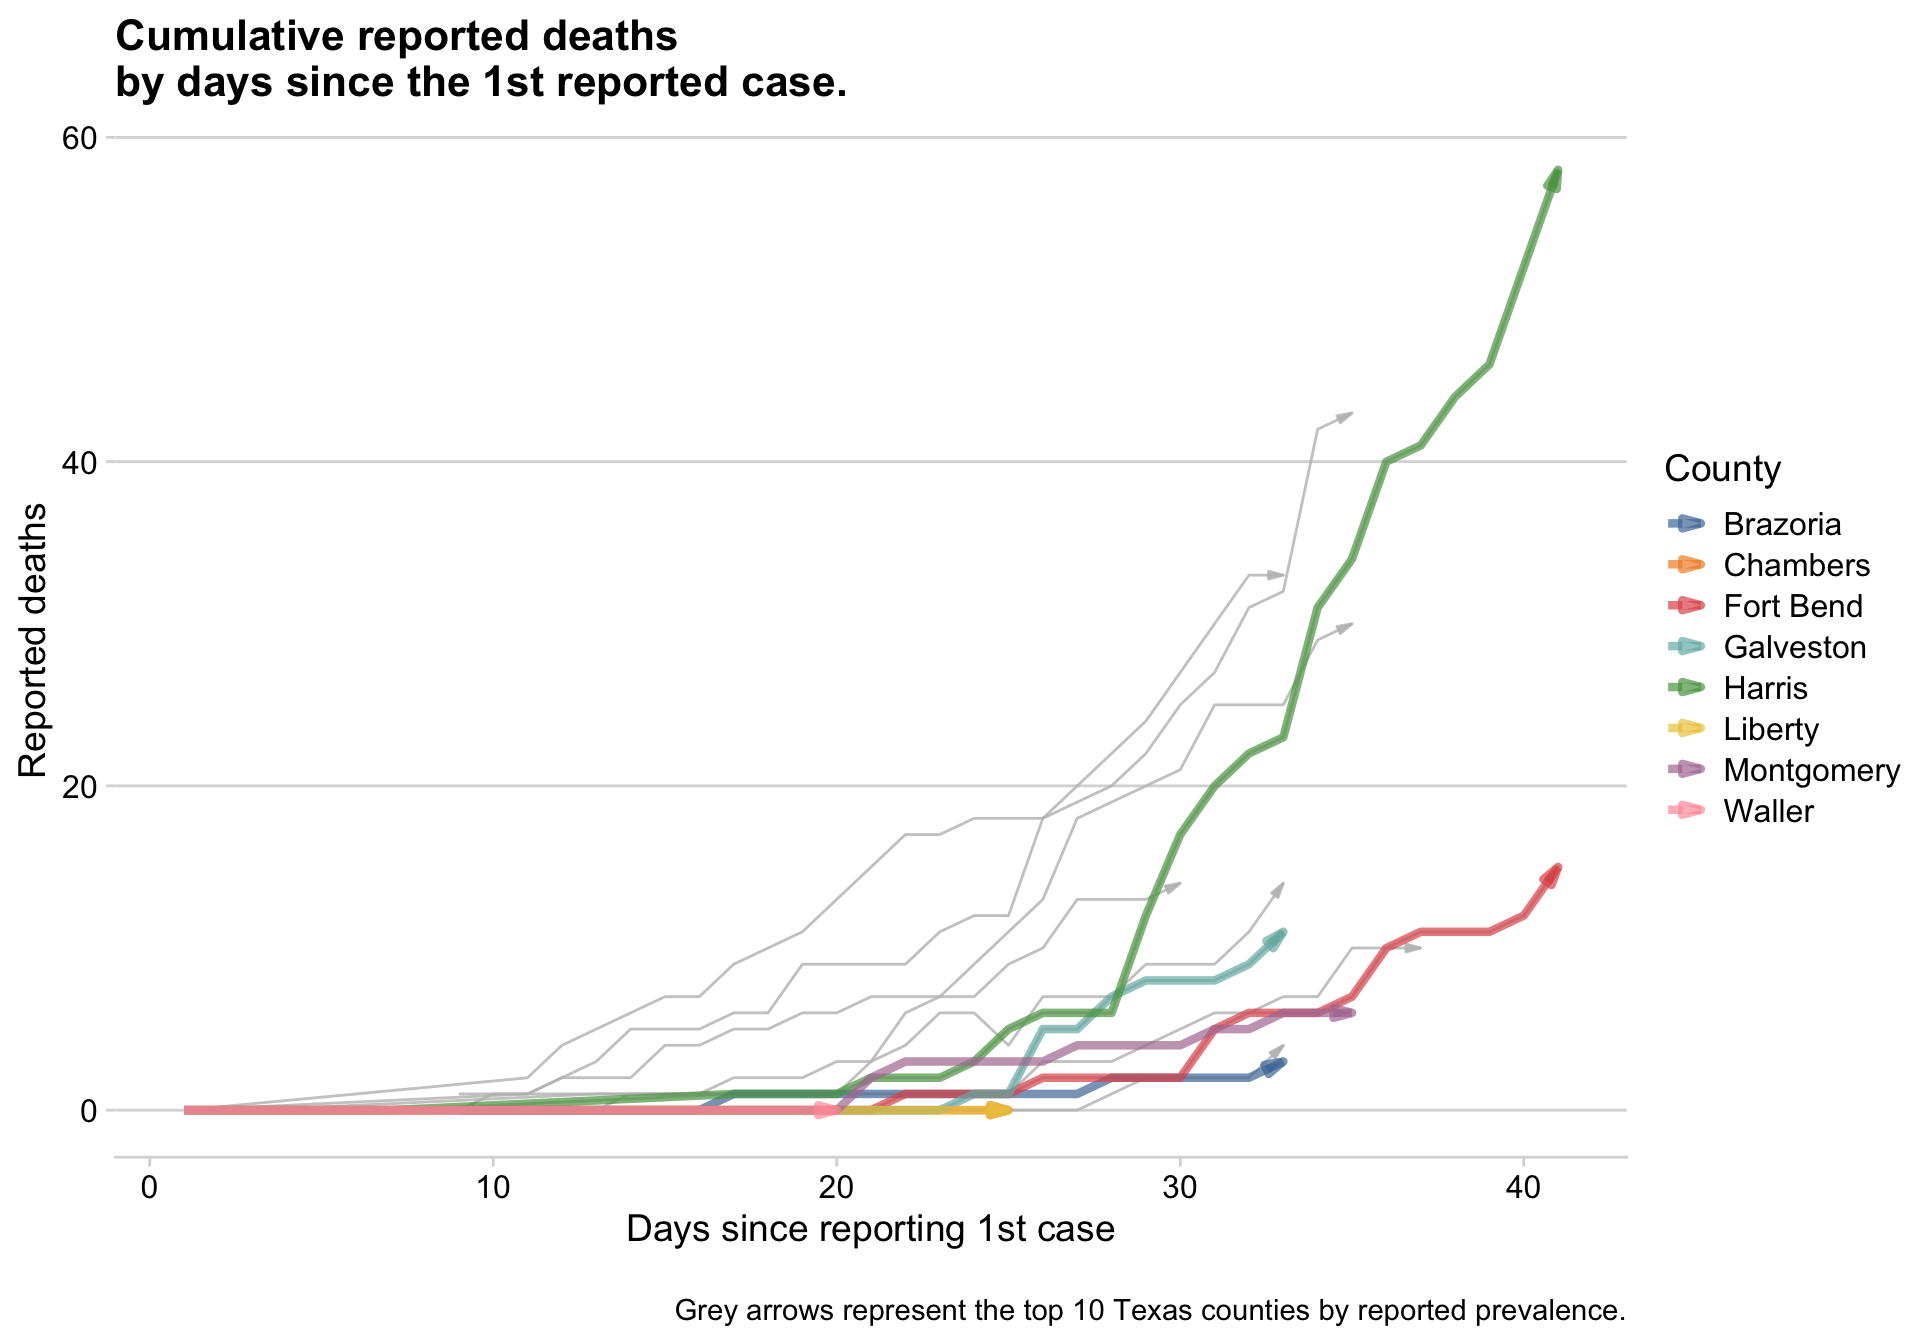 Cumulative reported deaths
by days since the 1st reported case.
60
40
20
0
Reported deaths
0 10 20 30 40
Days since reporting 1st case
County
Brazoria
Chambers
Fort Bend
Galveston
Harris
Liberty
Montgomery
Waller
Grey arrows represent the top 10 Texas counties by reported prevalence.